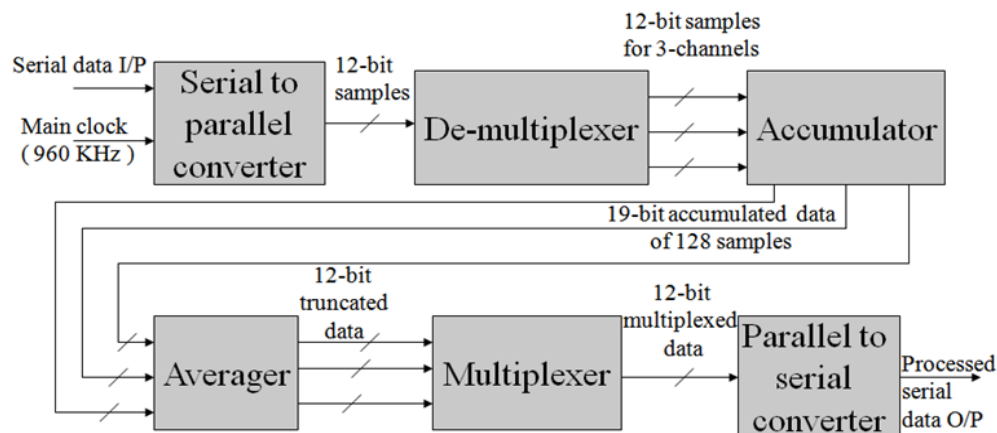 Serial data I/P
Main clock
( 960 KHz )
Serial to
parallel
converter
12-bit
samples
De-multiplexer
12-bit samples
for 3-channels
Accumulator
19-bit accumulated data
of 128 samples
Averager
12-bit
truncated
data
Multiplexer
12-bit
multiplexed
data
Parallel to
serial
converter
Processed
serial
data O/P